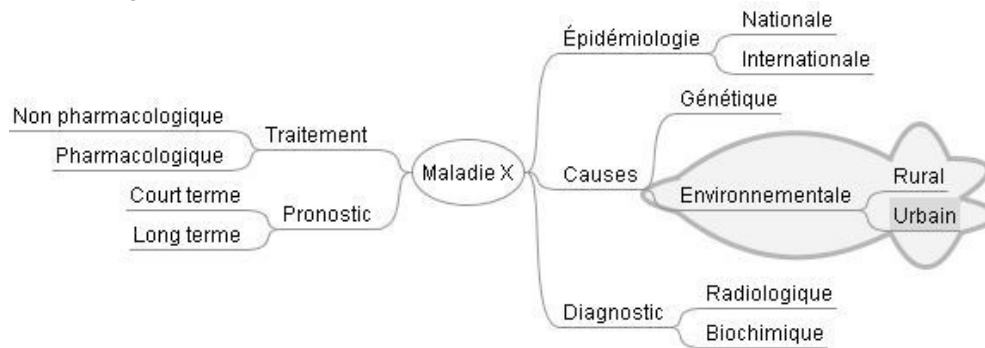 Nationale
Épidémiologie
Internationale
Génétique
Non pharmacologique
Traitement
Pharmacologique
Maladie X
Causes
Rural
Environnementale
Urbain
Court terme
Pronostic
Long terme
Radiologique
Diagnostic
Biochimique